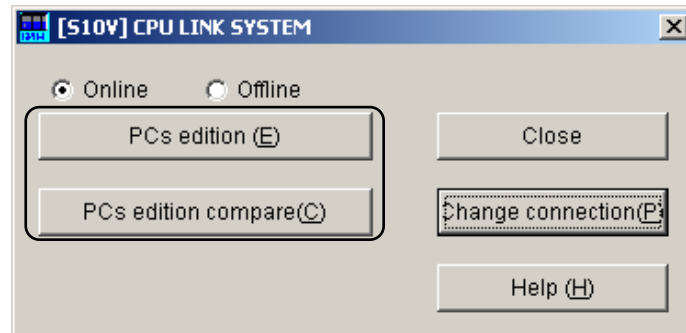 [S10V] CPU LINK SYSTEM
Online Offline
PCs edition (E)
Close
PCs edition compare(C)
Change connection(P)
Help (H)